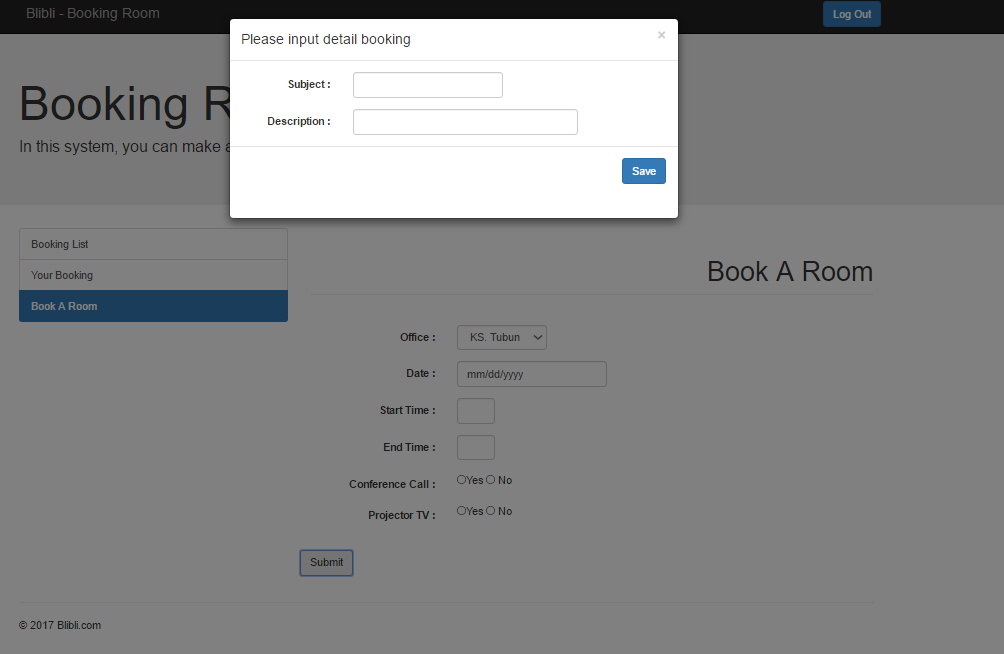 Blibli - Booking Room
Log Out
Please input detail booking
×
Subject :
Description :
Save
Booking R
In this system, you can make a
Booking List
Your Booking
Book A Room
Book A Room
Office : KS. Tubun
Date : mm/dd/yyyy
Start Time :
End Time :
Conference Call : Yes No
Projector TV : Yes No
Submit
© 2017 Blibli.com